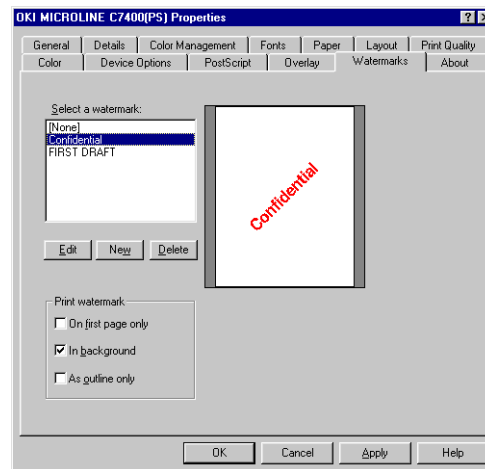 OKI MICROLINE C7400(PS) Properties
General Details Color Management Fonts Paper Layout Print Quality
Color Device Options PostScript Overlay Watermarks About
Select a watermark:
[None]
Confidential
FIRST DRAFT
Confidential
Edit New Delete
Print watermark
On first page only
In background
As outline only
OK Cancel Apply Help